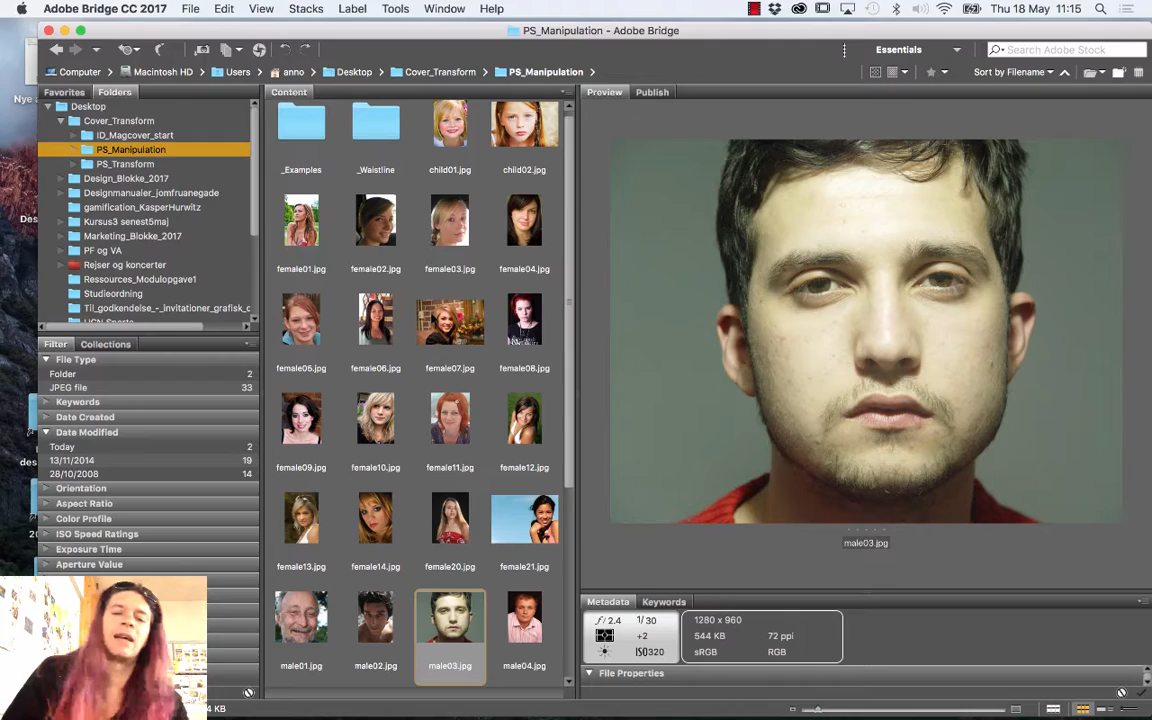 Adobe Bridge CC 2017 File Edit View Stacks Label Tools Window Help Thu 18 May 11:15
PS_Manipulation - Adobe Bridge
Essentials Search Adobe Stock
Computer Macintosh HD Users anno Desktop Cover_Transform PS_Manipulation Sort by Filename
Favorites Folders
Desktop
Cover_Transform
ID_Magcover_start
PS_Manipulation
PS_Transform
Design_Blokke_2017
Designmanualer_jomfruanegade
gamification_KasperHurwitz
Kursus3 senest5maj
Marketing_Blokke_2017
PF og VA
Rejser og koncerter
Ressources_Modulopgave1
Studieordning
Til_godkendelse_-_invitationer_grafisk_c
Filter Collections
File Type
Folder 2
JPEG file 33
Keywords
Date Created
Date Modified
Today 2
13/11/2014 19
28/10/2008 14
Orientation
Aspect Ratio
Color Profile
ISO Speed Ratings
Exposure Time
Aperture Value
Content
_Examples _Waistline child01.jpg child02.jpg
female01.jpg female02.jpg female03.jpg female04.jpg
female05.jpg female06.jpg female07.jpg female08.jpg
female09.jpg female10.jpg female11.jpg female12.jpg
female13.jpg female14.jpg female20.jpg female21.jpg
male01.jpg male02.jpg male03.jpg male04.jpg
Preview Publish
male03.jpg
Metadata Keywords
f/2.4 1/30
+2
ISO320
1280 x 960
544 KB 72 ppi
sRGB RGB
File Properties
KB